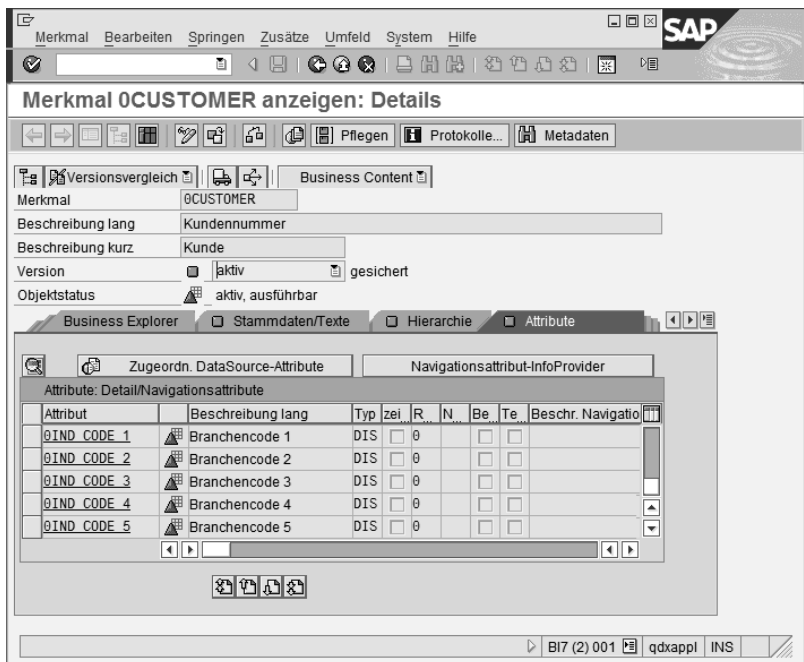 Merkmal Bearbeiten Springen Zusätze Umfeld System Hilfe
SAP
Merkmal 0CUSTOMER anzeigen: Details
Pflegen Protokolle... Metadaten
Versionsvergleich Business Content
Merkmal 0CUSTOMER
Beschreibung lang Kundennummer
Beschreibung kurz Kunde
Version aktiv gesichert
Objektstatus aktiv, ausführbar
Business Explorer Stammdaten/Texte Hierarchie Attribute
Zugeordn. DataSource-Attribute Navigationsattribut-InfoProvider
Attribute: Detail/Navigationsattribute
Attribut Beschreibung lang Typ zei... R... N... Be... Te... Beschr. Navigatio
0IND_CODE_1 Branchencode 1 DIS 0
0IND_CODE_2 Branchencode 2 DIS 0
0IND_CODE_3 Branchencode 3 DIS 0
0IND_CODE_4 Branchencode 4 DIS 0
0IND_CODE_5 Branchencode 5 DIS 0
BI7 (2) 001 qdxappl INS